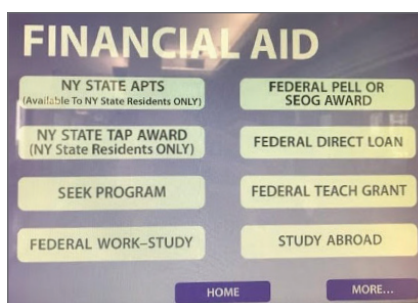 FINANCIAL AID
NY STATE APTS
(Available To NY State Residents ONLY)
FEDERAL PELL OR
SEOG AWARD
NY STATE TAP AWARD
(NY State Residents ONLY)
FEDERAL DIRECT LOAN
SEEK PROGRAM
FEDERAL TEACH GRANT
FEDERAL WORK–STUDY
STUDY ABROAD
HOME
MORE...